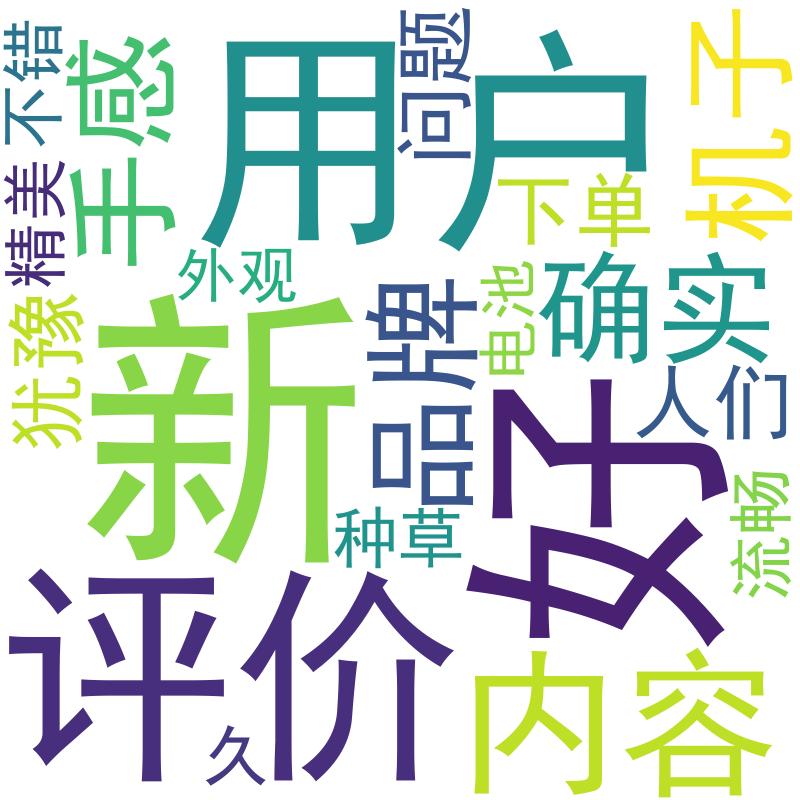 不错
手感
用户
问题
机子
精美
下单
外观
电池
确实
犹豫
新
品牌
好
人们
种草
流畅
评价
久
内容